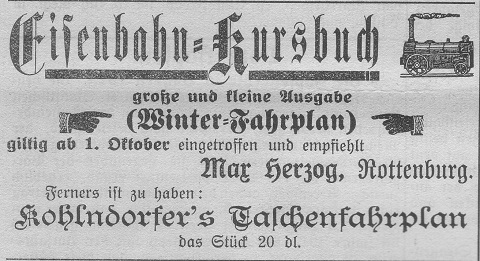 Eisenbahn-Kursbuch
große und kleine Ausgabe
(Winter-Fahrplan)
giltig ab 1. Oktober eingetroffen und empfiehlt
Max Herzog, Rottenburg.
Ferners ist zu haben:
Kohlndorfer's Taschenfahrplan
das Stück 20 dl.